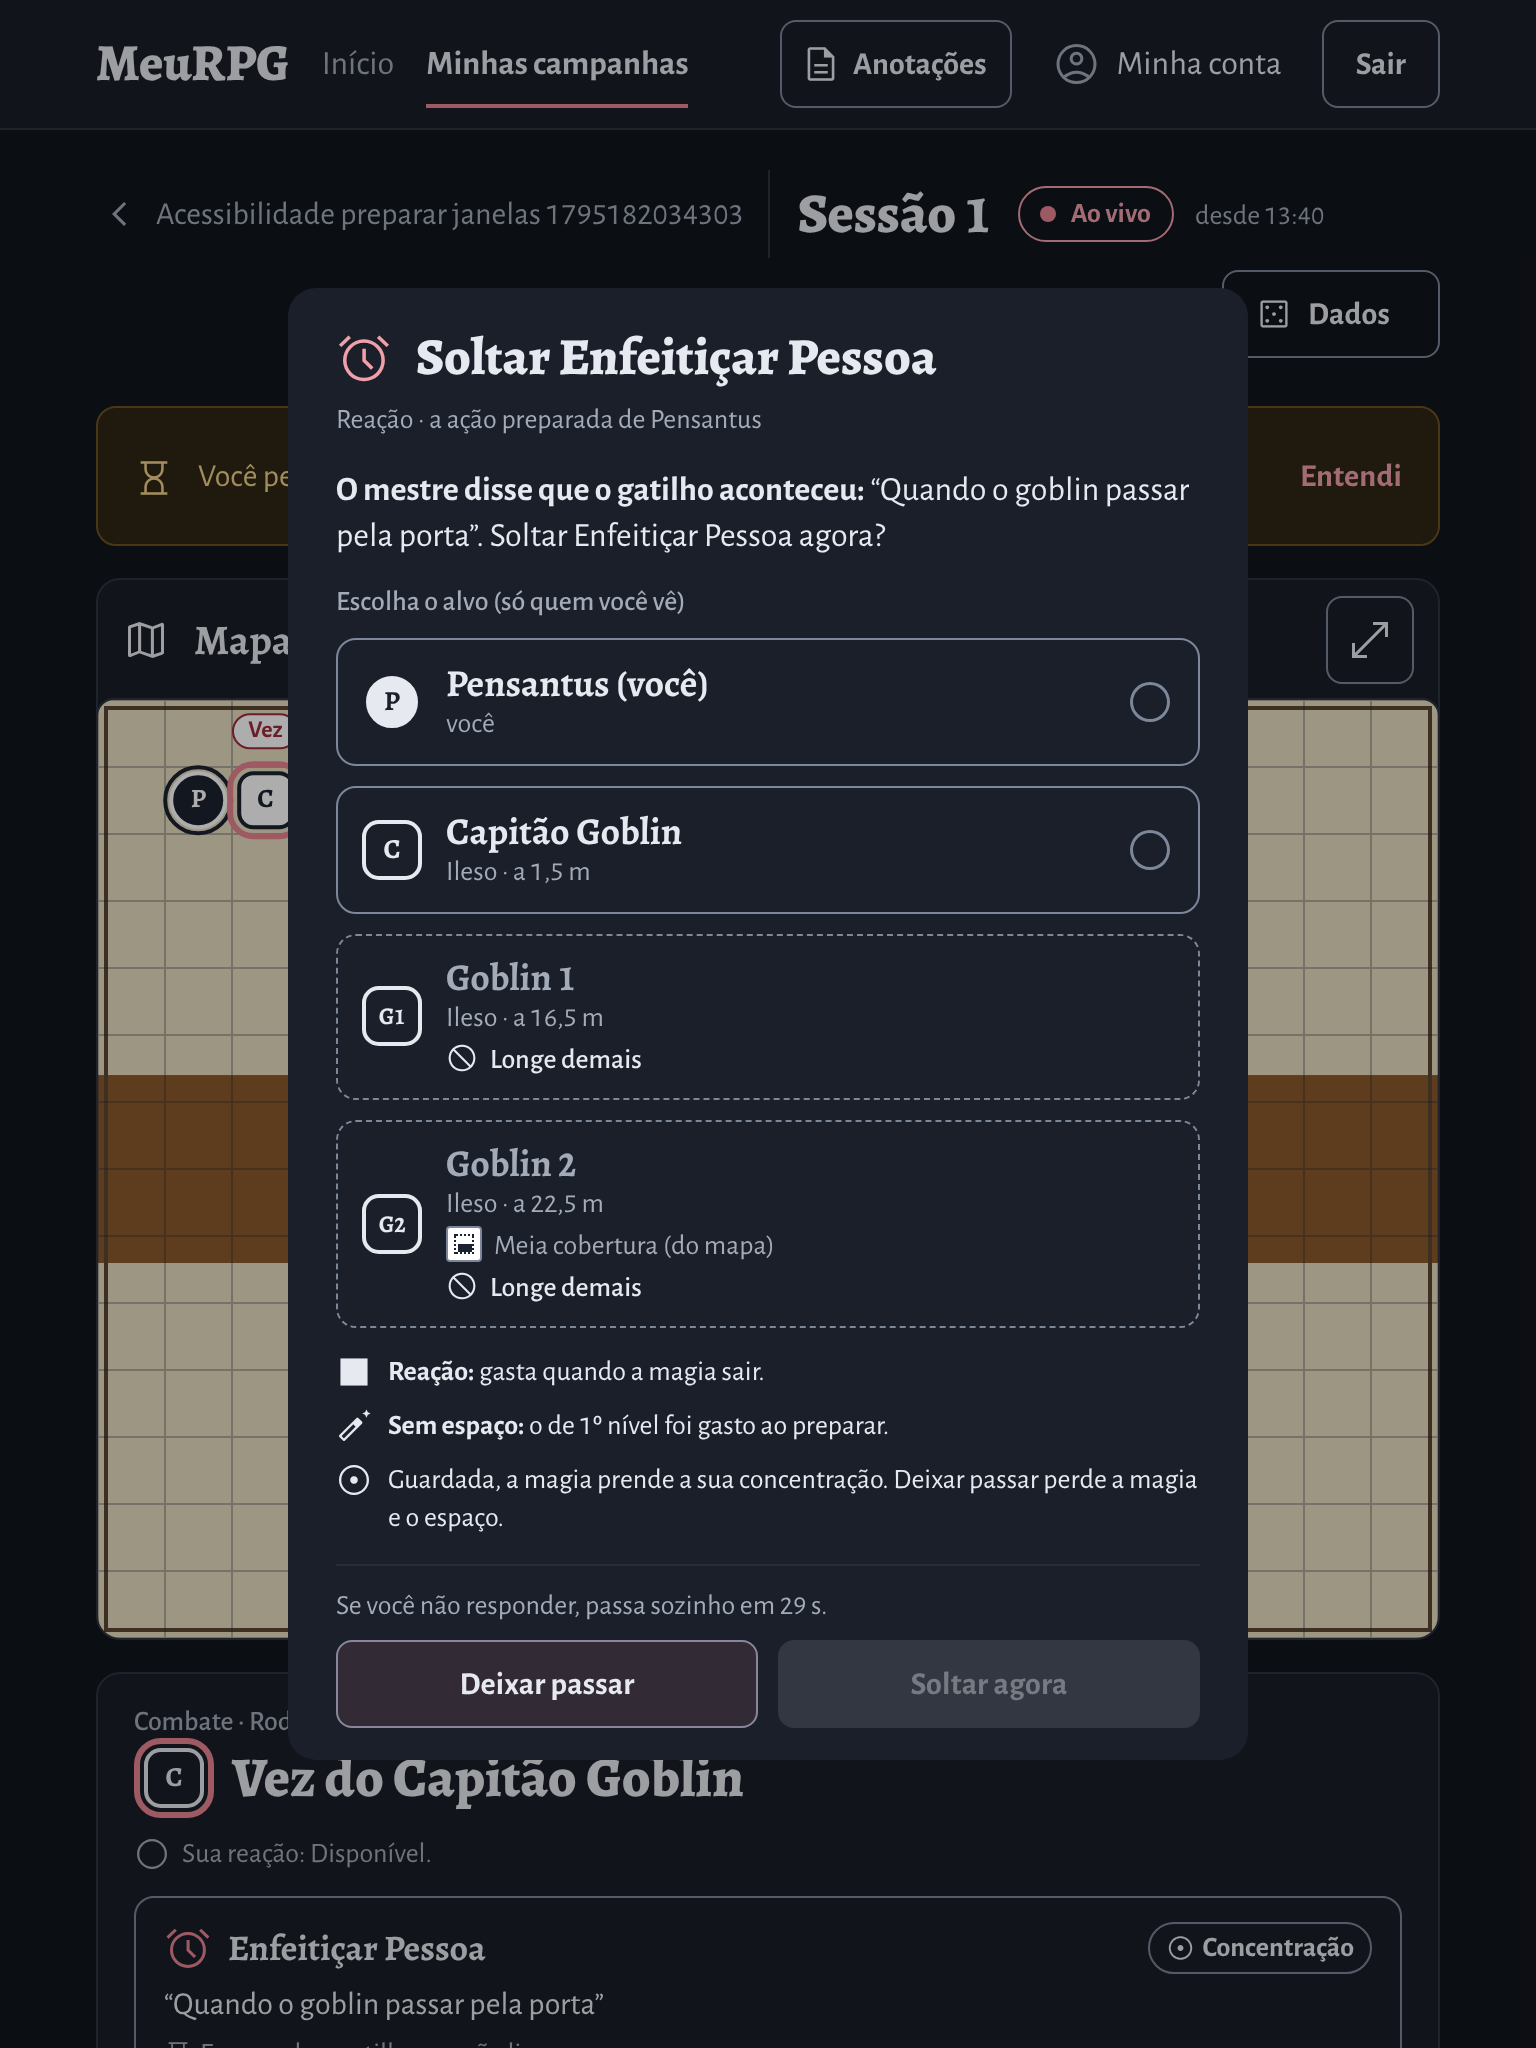 MeuRPG Início Minhas campanhas Anotações Minha conta Sair
Acessibilidade preparar janelas 1795182034303 Sessão 1 Ao vivo desde 13:40
Dados
Você
Entendi
Mapa
Vez
P
C
Soltar Enfeitiçar Pessoa
Reação · a ação preparada de Pensantus
O mestre disse que o gatilho aconteceu: “Quando o goblin passar
pela porta”. Soltar Enfeitiçar Pessoa agora?
Escolha o alvo (só quem você vê)
P
Pensantus (você)
você
C
Capitão Goblin
Ileso · a 1,5 m
G1
Goblin 1
Ileso · a 16,5 m
Longe demais
G2
Goblin 2
Ileso · a 22,5 m
Meia cobertura (do mapa)
Longe demais
Reação: gasta quando a magia sair.
Sem espaço: o de 1º nível foi gasto ao preparar.
Guardada, a magia prende a sua concentração. Deixar passar perde a magia
e o espaço.
Se você não responder, passa sozinho em 29 s.
Deixar passar Soltar agora
Combate ·
C
Vez do Capitão Goblin
Sua reação: Disponível.
Enfeitiçar Pessoa Concentração
“Quando o goblin passar pela porta”